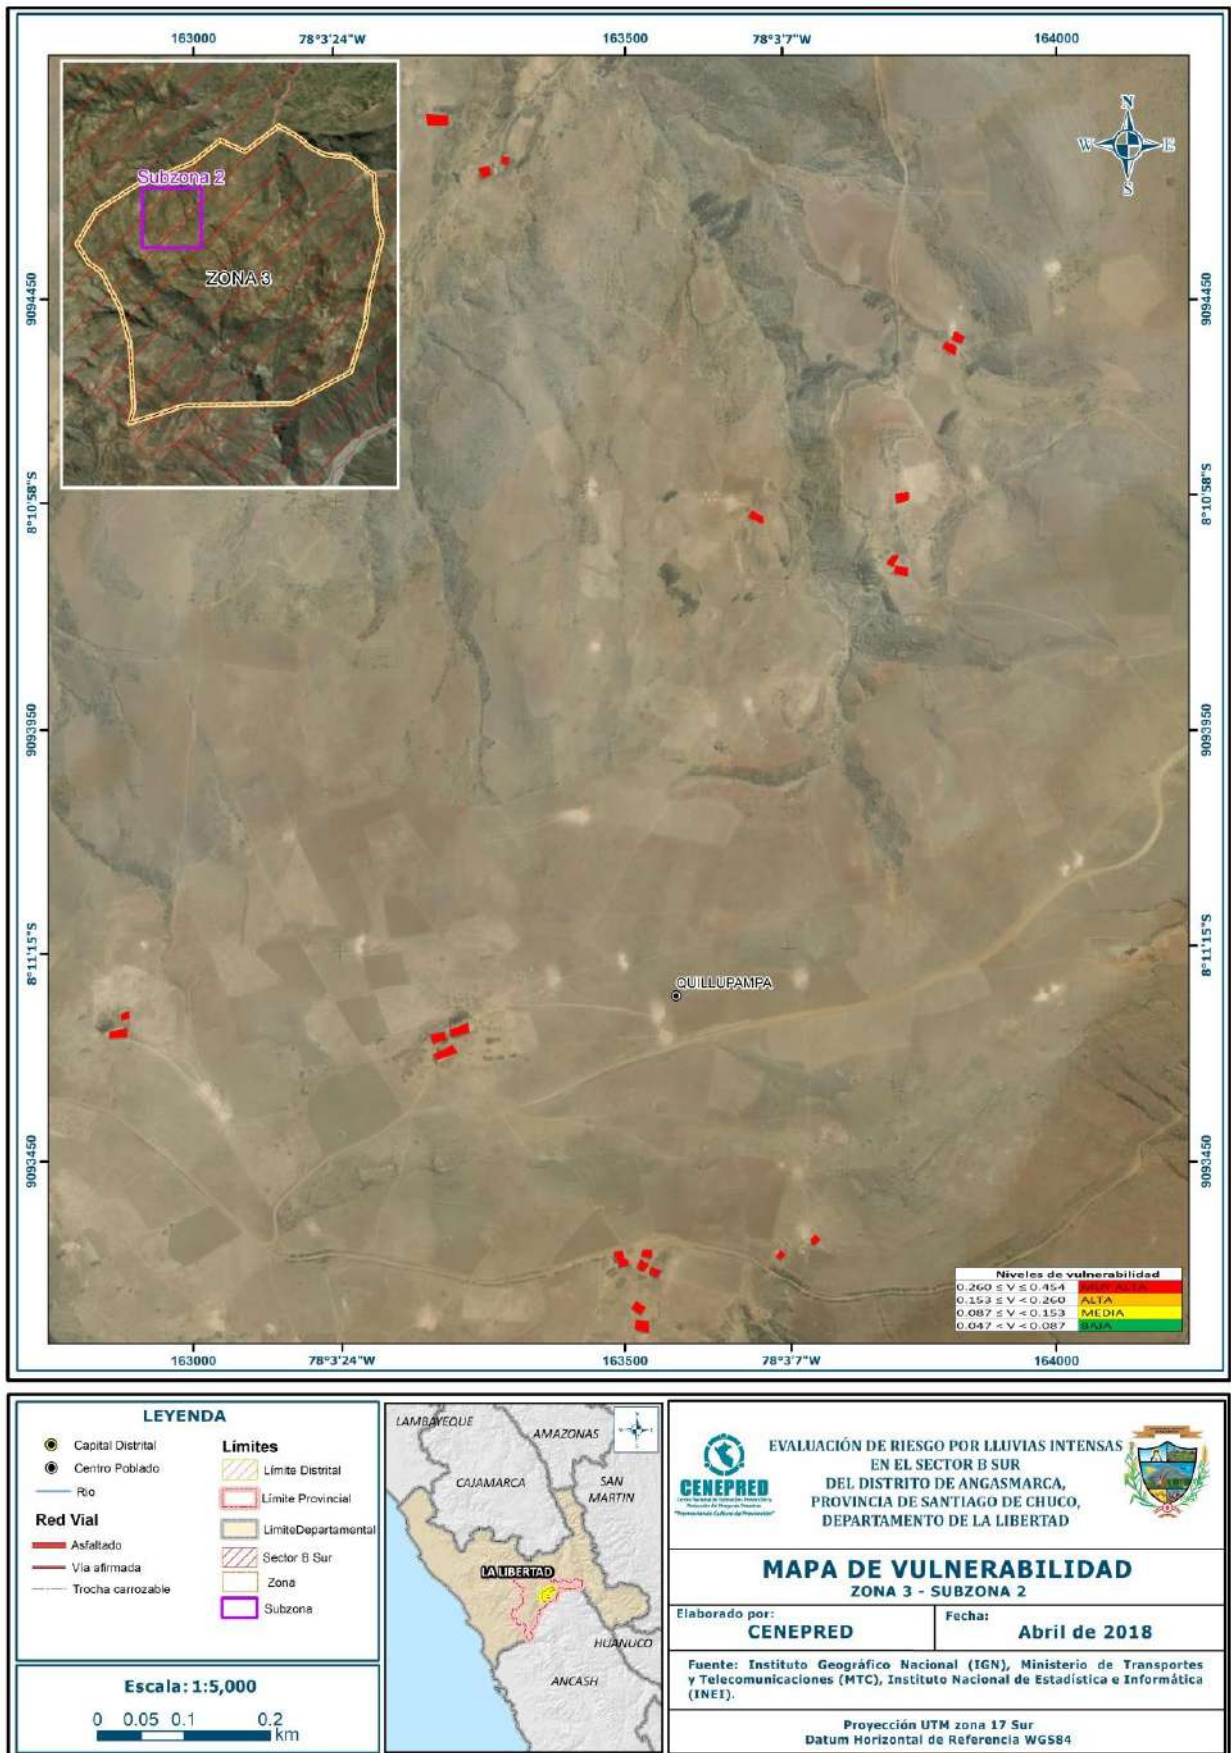 163000
78°3'24"W
163500
78°3'7"W
164000
N
W
E
S
Subzona 2
ZONA 3
9094450
9094450
8°10'58"S
8°10'58"S
9093950
9093950
8°11'15"S
8°11'15"S
QUILLUPAMPA
9093450
9093450
Niveles de vulnerabilidad
0.260 ≤ V ≤ 0.454 MUY ALTA
0.153 ≤ V < 0.260 ALTA
0.087 ≤ V < 0.153 MEDIA
0.047 < V < 0.087 BAJA
163000
78°3'24"W
163500
78°3'7"W
164000
LEYENDA
Capital Distrital
Centro Poblado
Rio
Red Vial
Asfaltado
Vía afirmada
Trocha carrozable
Límites
Límite Distrital
Límite Provincial
LimiteDepartamental
Sector B Sur
Zona
Subzona
Escala: 1:5,000
0 0.05 0.1 0.2
km
LAMBAYEQUE
AMAZONAS
CAJAMARCA
SAN
MARTIN
LA LIBERTAD
HUANUCO
ANCASH
CENEPRED
EVALUACIÓN DE RIESGO POR LLUVIAS INTENSAS
EN EL SECTOR B SUR
DEL DISTRITO DE ANGASMARCA,
PROVINCIA DE SANTIAGO DE CHUCO,
DEPARTAMENTO DE LA LIBERTAD
MAPA DE VULNERABILIDAD
ZONA 3 - SUBZONA 2
Elaborado por:
CENEPRED
Fecha:
Abril de 2018
Fuente: Instituto Geográfico Nacional (IGN), Ministerio de Transportes
y Telecomunicaciones (MTC), Instituto Nacional de Estadística e Informática
(INEI).
Proyección UTM zona 17 Sur
Datum Horizontal de Referencia WGS84